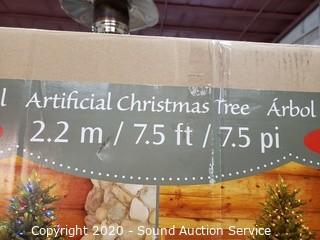 l Artificial Christmas Tree Árbol
2.2 m / 7.5 ft / 7.5 pi
Copyright 2020 - Sound Auction Service